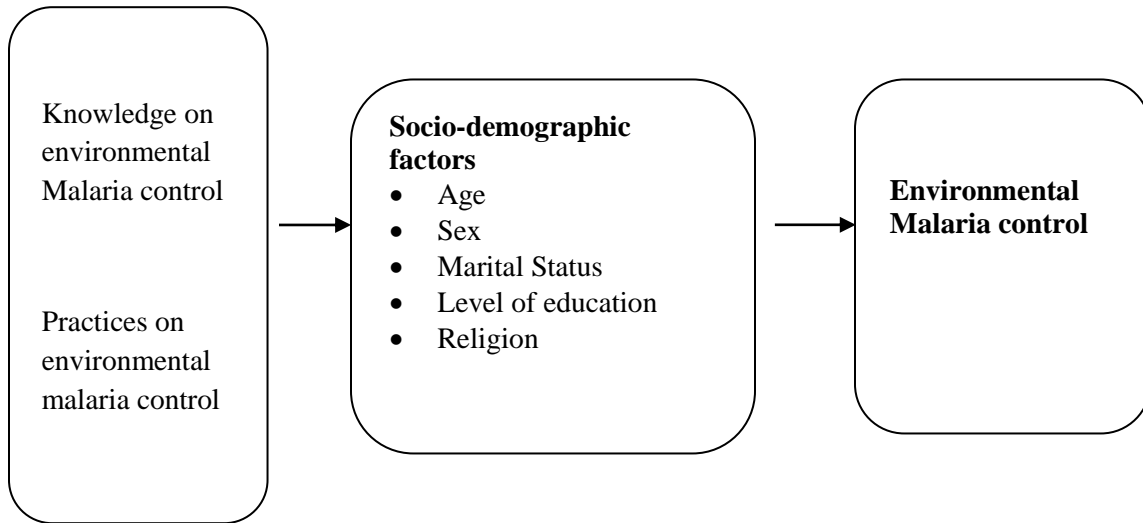 Knowledge on
environmental
Malaria control
Practices on
environmental
malaria control
Socio-demographic
factors
• Age
• Sex
• Marital Status
• Level of education
• Religion
Environmental
Malaria control